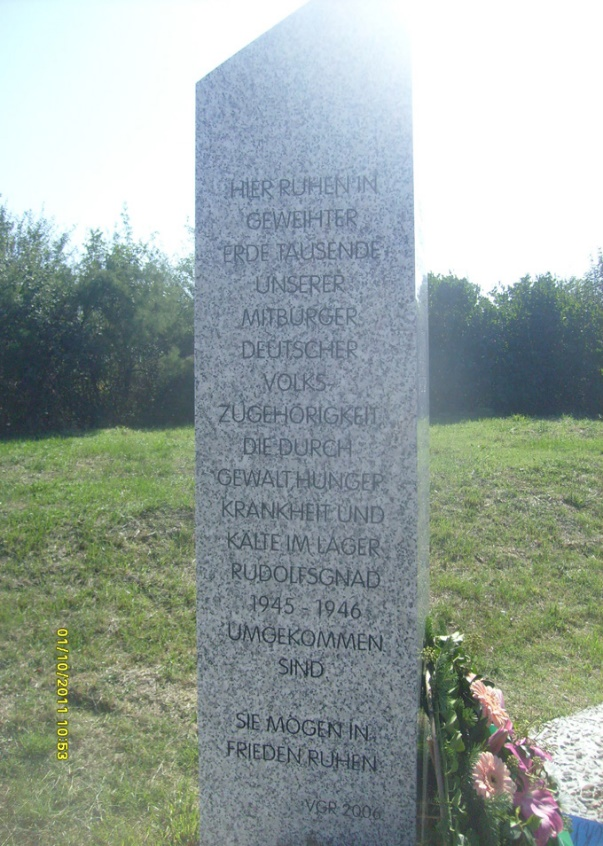 HIER RUHEN IN
GEWEIHTER
ERDE TAUSENDE
UNSERER
MITBÜRGER
DEUTSCHER
VOLKS-
ZUGEHÖRIGKEIT,
DIE DURCH
GEWALT,HUNGER
KRANKHEIT UND
KÄLTE IM LAGER
RUDOLFSGNAD
1945 - 1946
UMGEKOMMEN
SIND
SIE MÖGEN IN
FRIEDEN RUHEN
VGR 2006
01/10/2011 10:53